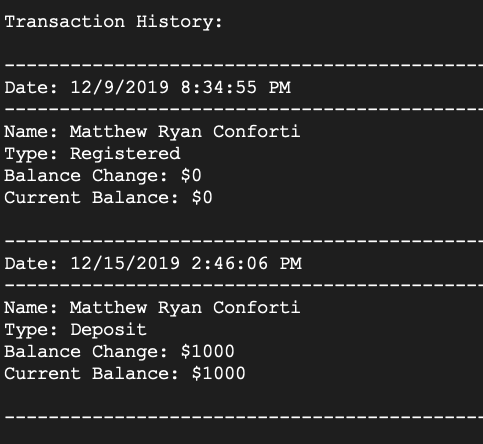 Transaction History:
--------------------------------------------
Date: 12/9/2019 8:34:55 PM
--------------------------------------------
Name: Matthew Ryan Conforti
Type: Registered
Balance Change: $0
Current Balance: $0
--------------------------------------------
Date: 12/15/2019 2:46:06 PM
--------------------------------------------
Name: Matthew Ryan Conforti
Type: Deposit
Balance Change: $1000
Current Balance: $1000
--------------------------------------------